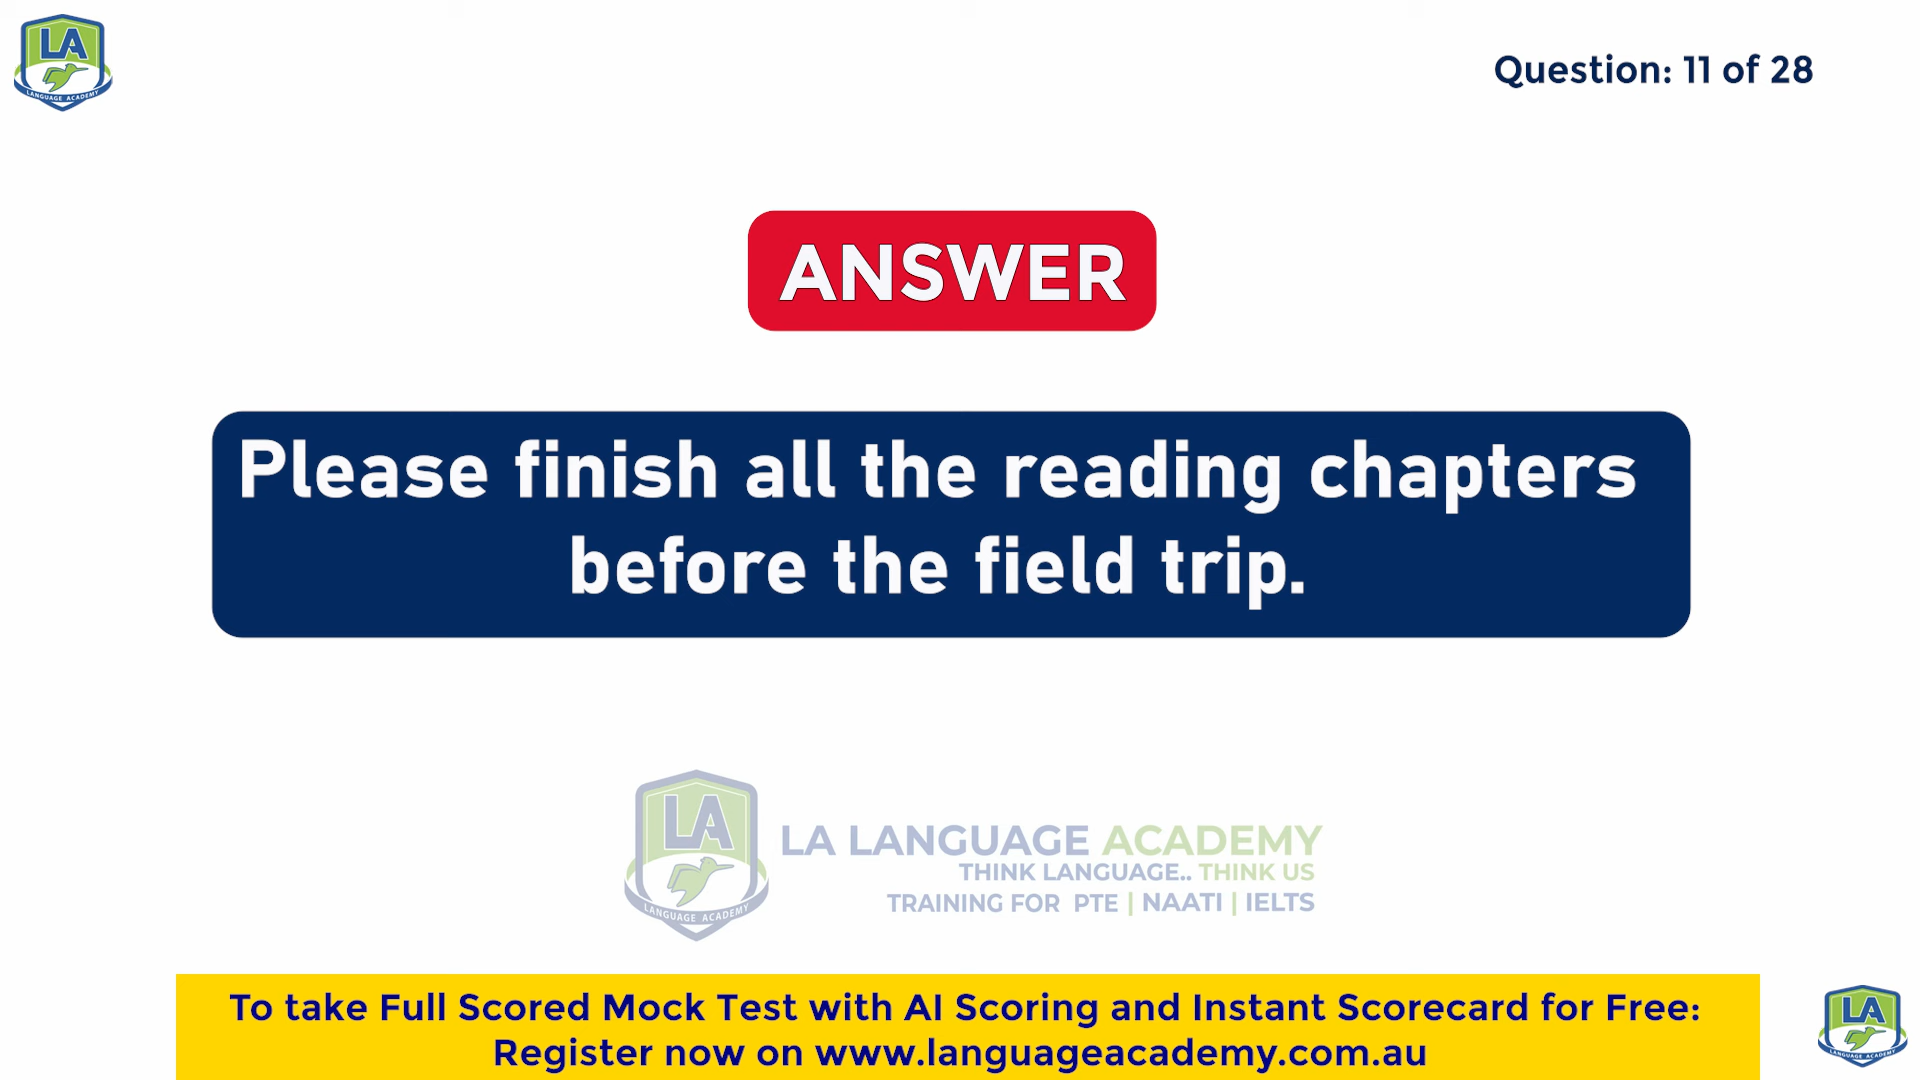 LA
LANGUAGE ACADEMY
Question: 11 of 28
ANSWER
Please finish all the reading chapters
before the field trip.
LA
LANGUAGE ACADEMY
LA LANGUAGE ACADEMY
THINK LANGUAGE.. THINK US
TRAINING FOR PTE | NAATI | IELTS
To take Full Scored Mock Test with AI Scoring and Instant Scorecard for Free:
Register now on www.languageacademy.com.au
LA
LANGUAGE ACADEMY